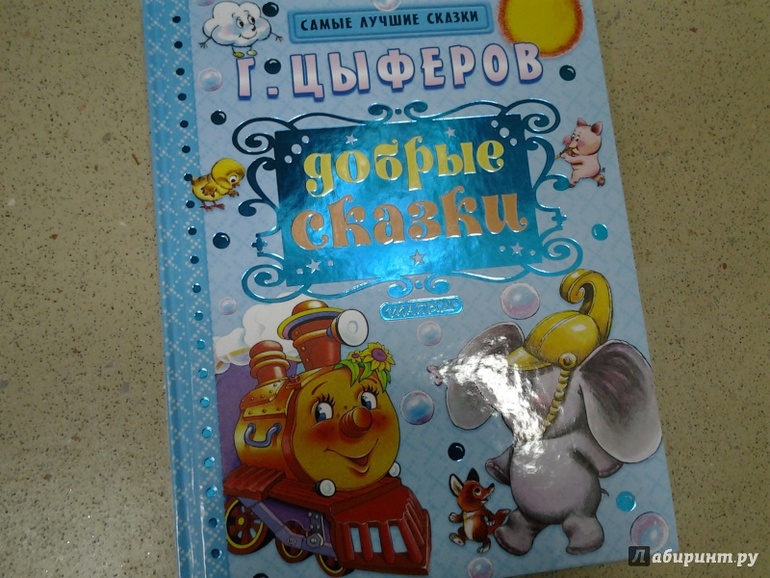 САМЫЕ ЛУЧШИЕ СКАЗКИ
Г. ЦЫФЕРОВ
добрые
сказки
Лабиринт.ру